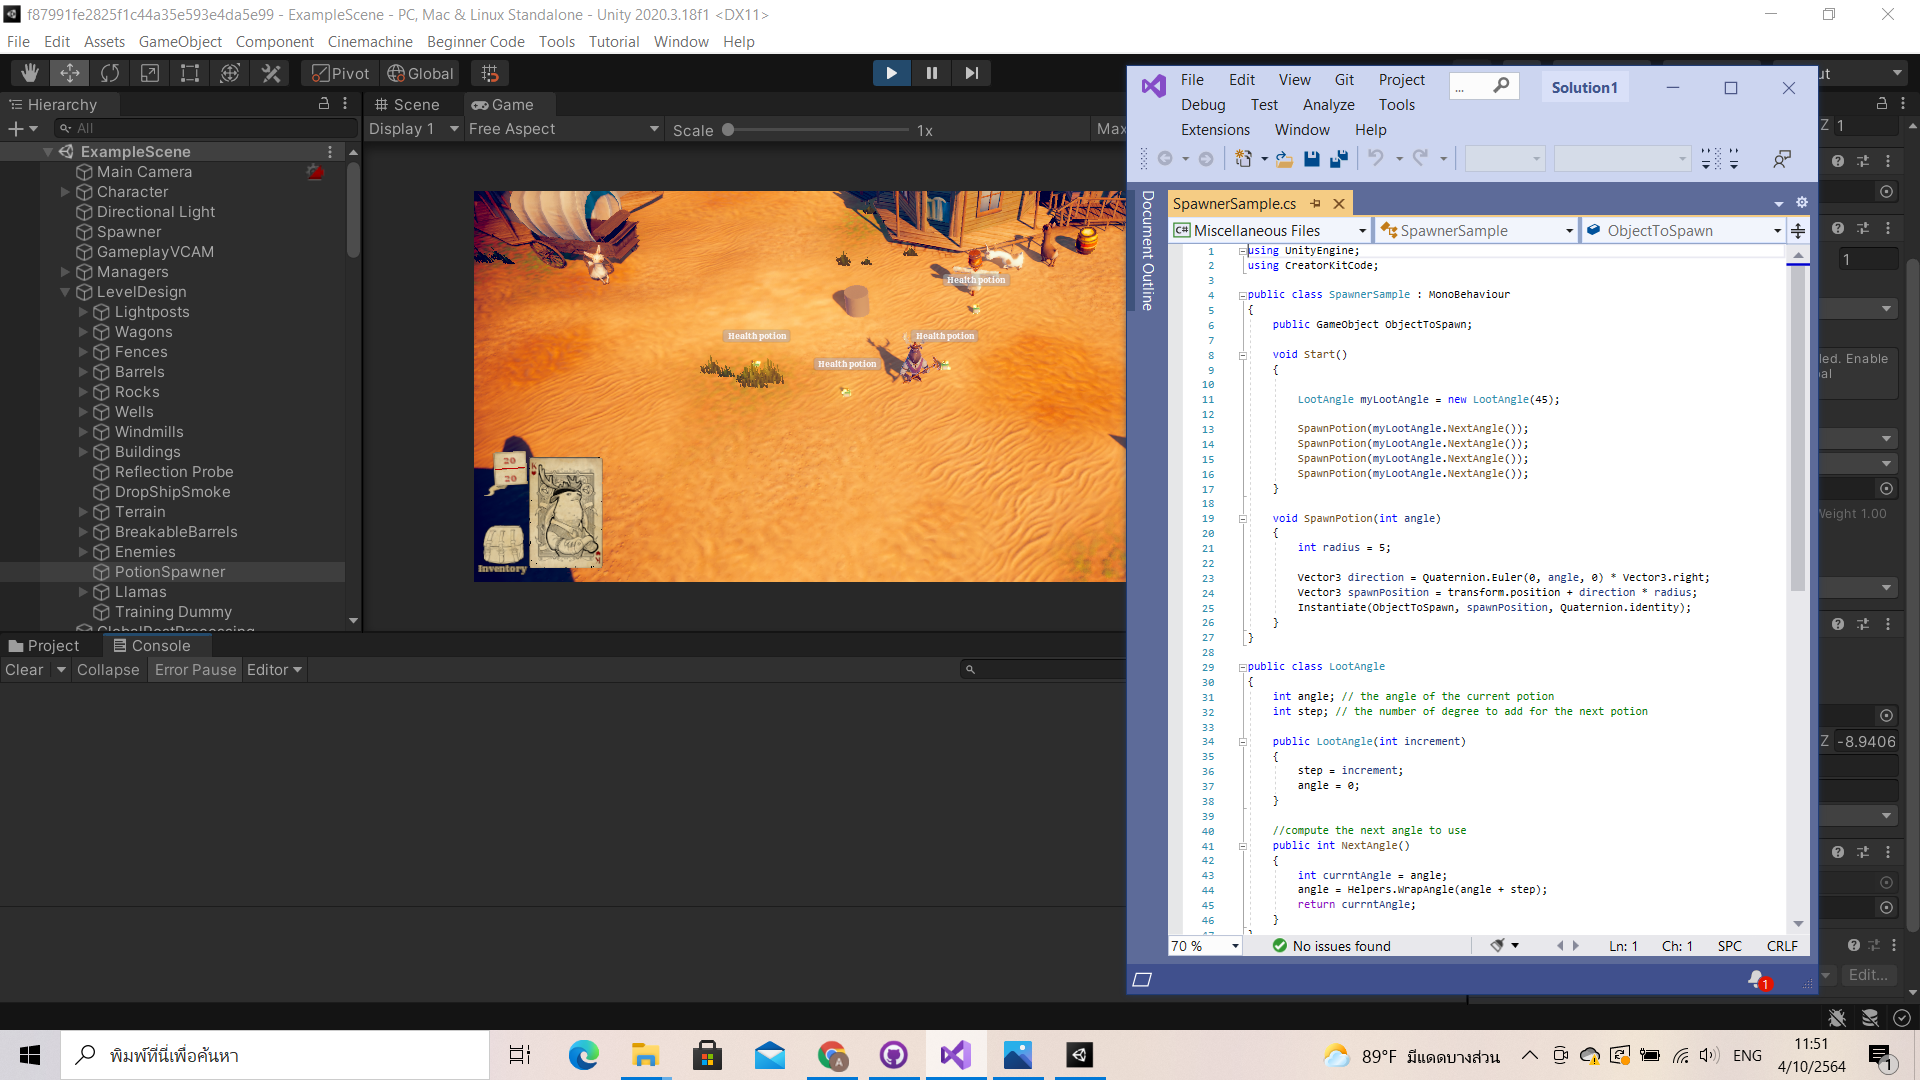 f87991fe2825f1c44a35e593e4da5e99 - ExampleScene - PC, Mac & Linux Standalone - Unity 2020.3.18f1 <DX11>
File Edit Assets GameObject Component Cinemachine Beginner Code Tools Tutorial Window Help
Pivot Global
Hierarchy
All
ExampleScene
Main Camera
Character
Directional Light
Spawner
GameplayVCAM
Managers
LevelDesign
Lightposts
Wagons
Fences
Barrels
Rocks
Wells
Windmills
Buildings
Reflection Probe
DropShipSmoke
Terrain
BreakableBarrels
Enemies
PotionSpawner
Llamas
Training Dummy
Scene Game
Display 1 Free Aspect Scale 1x Max
Health potion
Health potion
Health potion
Health potion
20
20
Inventory
Project Console
Clear Collapse Error Pause Editor
File Edit View Git Project
... Solution1
Debug Test Analyze Tools
Extensions Window Help
Document Outline
SpawnerSample.cs
C# Miscellaneous Files SpawnerSample ObjectToSpawn
1 using UnityEngine;
2 using CreatorKitCode;
3
4 public class SpawnerSample : MonoBehaviour
5 {
6 public GameObject ObjectToSpawn;
7
8 void Start()
9 {
10
11 LootAngle myLootAngle = new LootAngle(45);
12
13 SpawnPotion(myLootAngle.NextAngle());
14 SpawnPotion(myLootAngle.NextAngle());
15 SpawnPotion(myLootAngle.NextAngle());
16 SpawnPotion(myLootAngle.NextAngle());
17 }
18
19 void SpawnPotion(int angle)
20 {
21 int radius = 5;
22
23 Vector3 direction = Quaternion.Euler(0, angle, 0) * Vector3.right;
24 Vector3 spawnPosition = transform.position + direction * radius;
25 Instantiate(ObjectToSpawn, spawnPosition, Quaternion.identity);
26 }
27 }
28
29 public class LootAngle
30 {
31 int angle; // the angle of the current potion
32 int step; // the number of degree to add for the next potion
33
34 public LootAngle(int increment)
35 {
36 step = increment;
37 angle = 0;
38 }
39
40 //compute the next angle to use
41 public int NextAngle()
42 {
43 int currntAngle = angle;
44 angle = Helpers.WrapAngle(angle + step);
45 return currntAngle;
46 }
70 % No issues found Ln: 1 Ch: 1 SPC CRLF
1
Z 1
1
led. Enable
Weight 1.00
Z -8.9406
Edit...
พิมพ์ที่นี่เพื่อค้นหา
89°F มีแดดบางส่วน ENG
11:51
4/10/2564
1